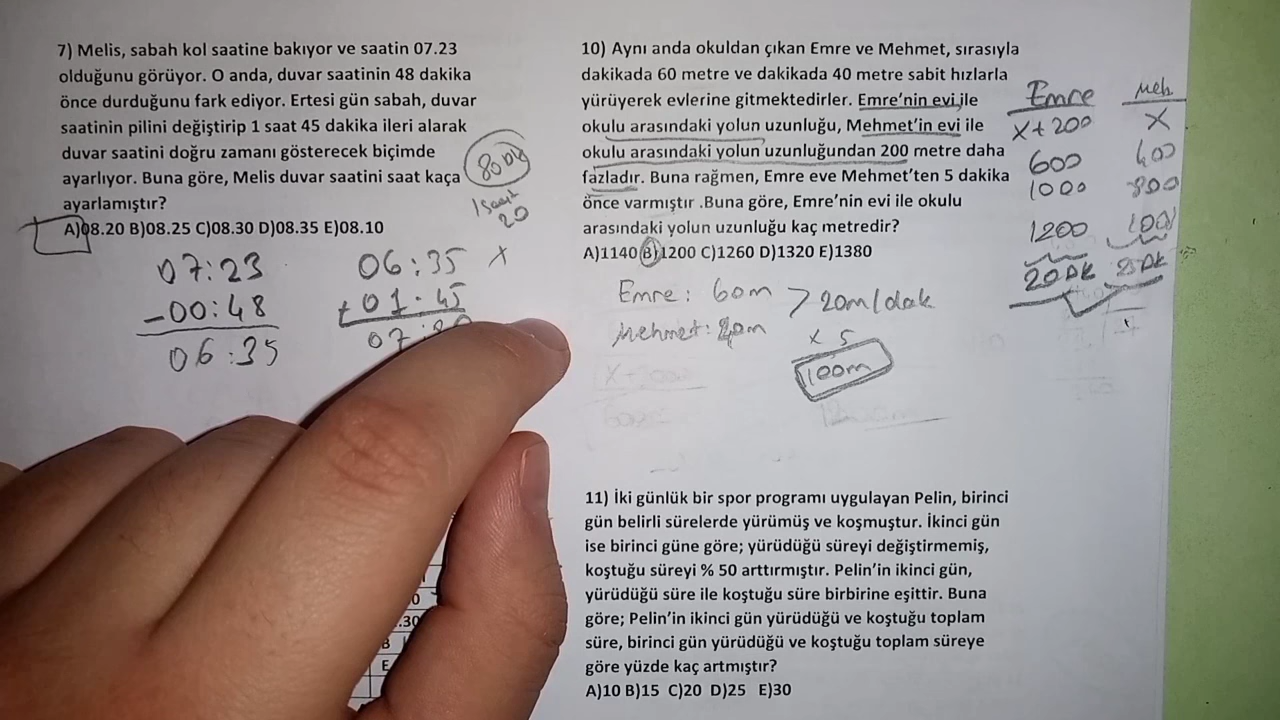 7) Melis, sabah kol saatine bakıyor ve saatin 07.23
olduğunu görüyor. O anda, duvar saatinin 48 dakika
önce durduğunu fark ediyor. Ertesi gün sabah, duvar
saatinin pilini değiştirip 1 saat 45 dakika ileri alarak
duvar saatini doğru zamanı gösterecek biçimde
ayarlıyor. Buna göre, Melis duvar saatini saat kaça
ayarlamıştır?
A)08.20 B)08.25 C)08.30 D)08.35 E)08.10
1 saat
20
07:23
-00:48
06:35
06:35 x
+ 01.45
10) Aynı anda okuldan çıkan Emre ve Mehmet, sırasıyla
dakikada 60 metre ve dakikada 40 metre sabit hızlarla
yürüyerek evlerine gitmektedirler. Emre’nin evi ile
okulu arasındaki yolun uzunluğu, Mehmet’in evi ile
okulu arasındaki yolun uzunluğundan 200 metre daha
fazladır. Buna rağmen, Emre eve Mehmet’ten 5 dakika
önce varmıştır .Buna göre, Emre’nin evi ile okulu
arasındaki yolun uzunluğu kaç metredir?
A)1140 B)1200 C)1260 D)1320 E)1380
Emre Meh
x+200 x
600 400
1000 800
1200
20DK 25DK
Emre: 60m > 20m/dak
Mehmet: 40m
x 5
100m
11) İki günlük bir spor programı uygulayan Pelin, birinci
gün belirli sürelerde yürümüş ve koşmuştur. İkinci gün
ise birinci güne göre; yürüdüğü süreyi değiştirmemiş,
koştuğu süreyi % 50 arttırmıştır. Pelin’in ikinci gün,
yürüdüğü süre ile koştuğu süre birbirine eşittir. Buna
göre; Pelin’in ikinci gün yürüdüğü ve koştuğu toplam
süre, birinci gün yürüdüğü ve koştuğu toplam süreye
göre yüzde kaç artmıştır?
A)10 B)15 C)20 D)25 E)30